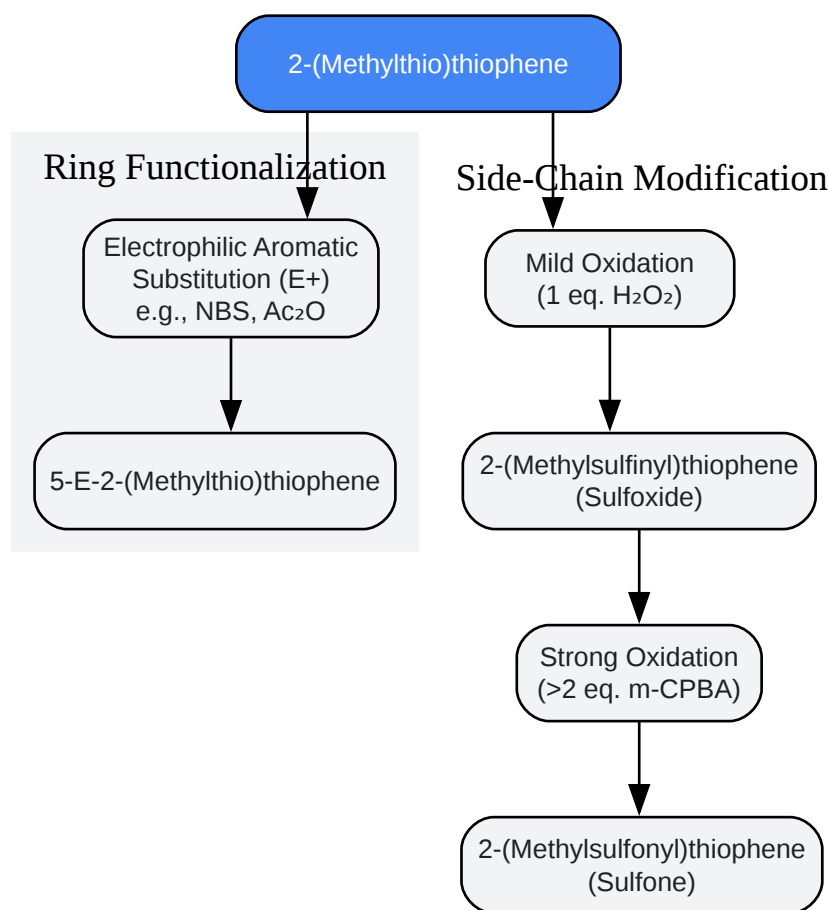 2-(Methylthio)thiophene
Ring Functionalization
Electrophilic Aromatic
Substitution (E+)
e.g., NBS, Ac₂O
5-E-2-(Methylthio)thiophene
Side-Chain Modification
Mild Oxidation
(1 eq. H₂O₂)
2-(Methylsulfinyl)thiophene
(Sulfoxide)
Strong Oxidation
(>2 eq. m-CPBA)
2-(Methylsulfonyl)thiophene
(Sulfone)